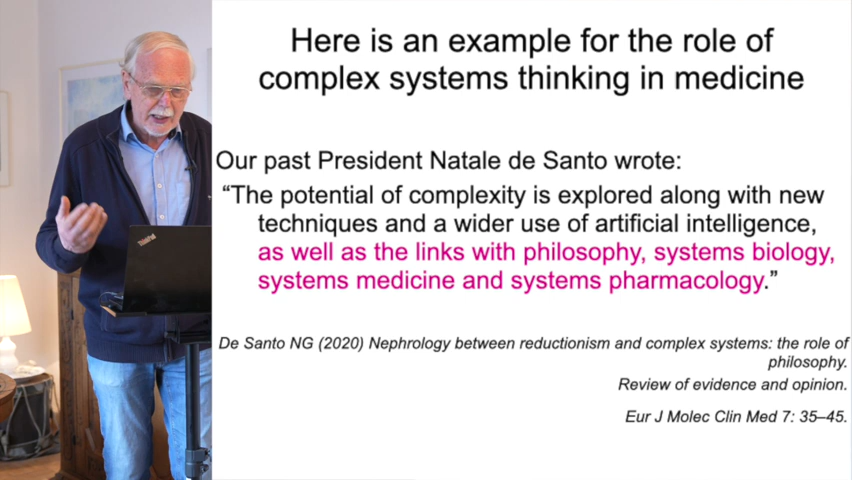 Here is an example for the role of
complex systems thinking in medicine
Our past President Natale de Santo wrote:
“The potential of complexity is explored along with new
techniques and a wider use of artificial intelligence,
as well as the links with philosophy, systems biology,
systems medicine and systems pharmacology.”
De Santo NG (2020) Nephrology between reductionism and complex systems: the role of
philosophy.
Review of evidence and opinion.
Eur J Molec Clin Med 7: 35–45.
ThinkPad